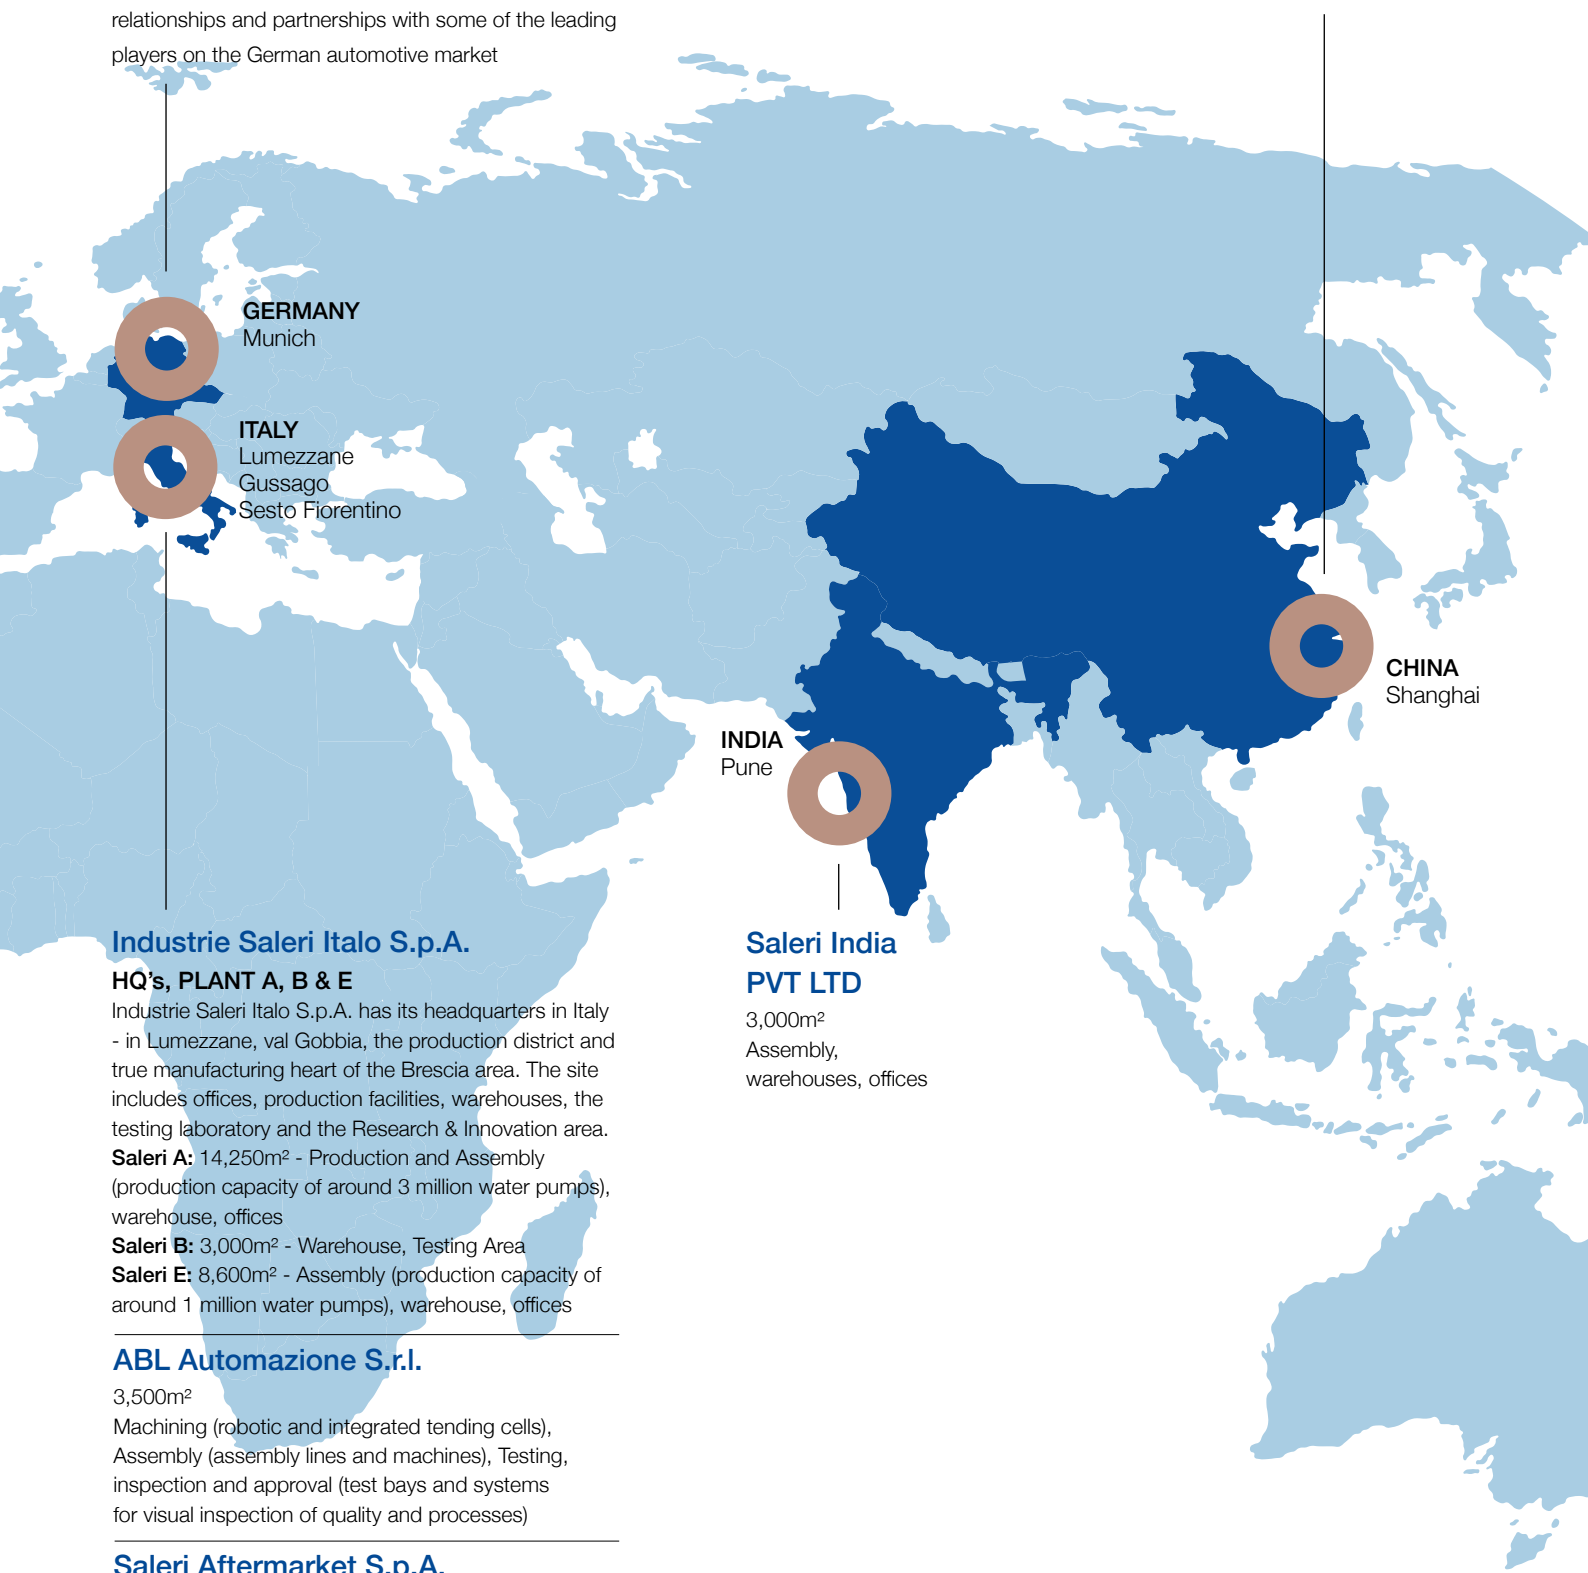 relationships and partnerships with some of the leading
players on the German automotive market
GERMANY
Munich
ITALY
Lumezzane
Gussago
Sesto Fiorentino
CHINA
Shanghai
INDIA
Pune
Industrie Saleri Italo S.p.A.
HQ’s, PLANT A, B & E
Industrie Saleri Italo S.p.A. has its headquarters in Italy
- in Lumezzane, val Gobbia, the production district and
true manufacturing heart of the Brescia area. The site
includes offices, production facilities, warehouses, the
testing laboratory and the Research & Innovation area.
Saleri A: 14,250m² - Production and Assembly
(production capacity of around 3 million water pumps),
warehouse, offices
Saleri B: 3,000m² - Warehouse, Testing Area
Saleri E: 8,600m² - Assembly (production capacity of
around 1 million water pumps), warehouse, offices
ABL Automazione S.r.l.
3,500m²
Machining (robotic and integrated tending cells),
Assembly (assembly lines and machines), Testing,
inspection and approval (test bays and systems
for visual inspection of quality and processes)
Saleri Aftermarket S.p.A.
Saleri India
PVT LTD
3,000m²
Assembly,
warehouses, offices